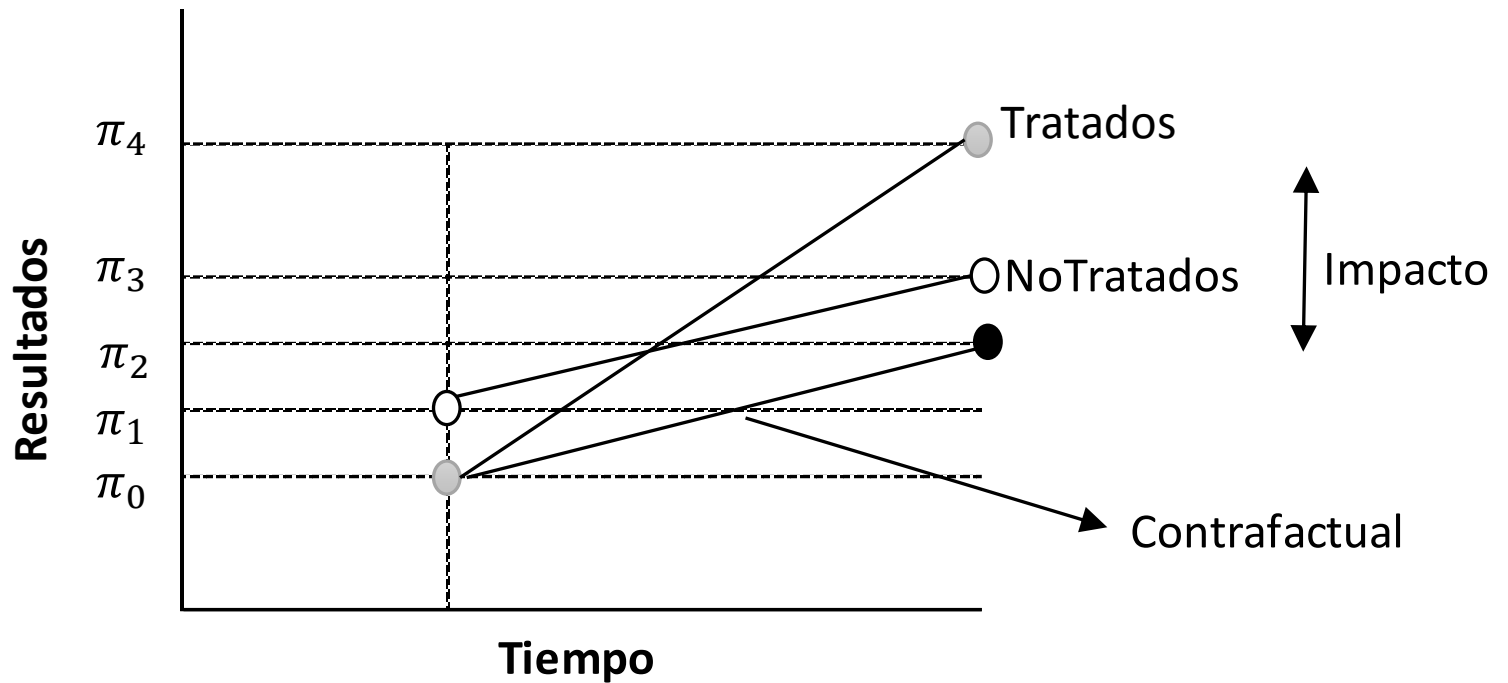 π4
Tratados
π3
NoTratados
Impacto
Resultados
π2
π1
π0
Contrafactual
Tiempo